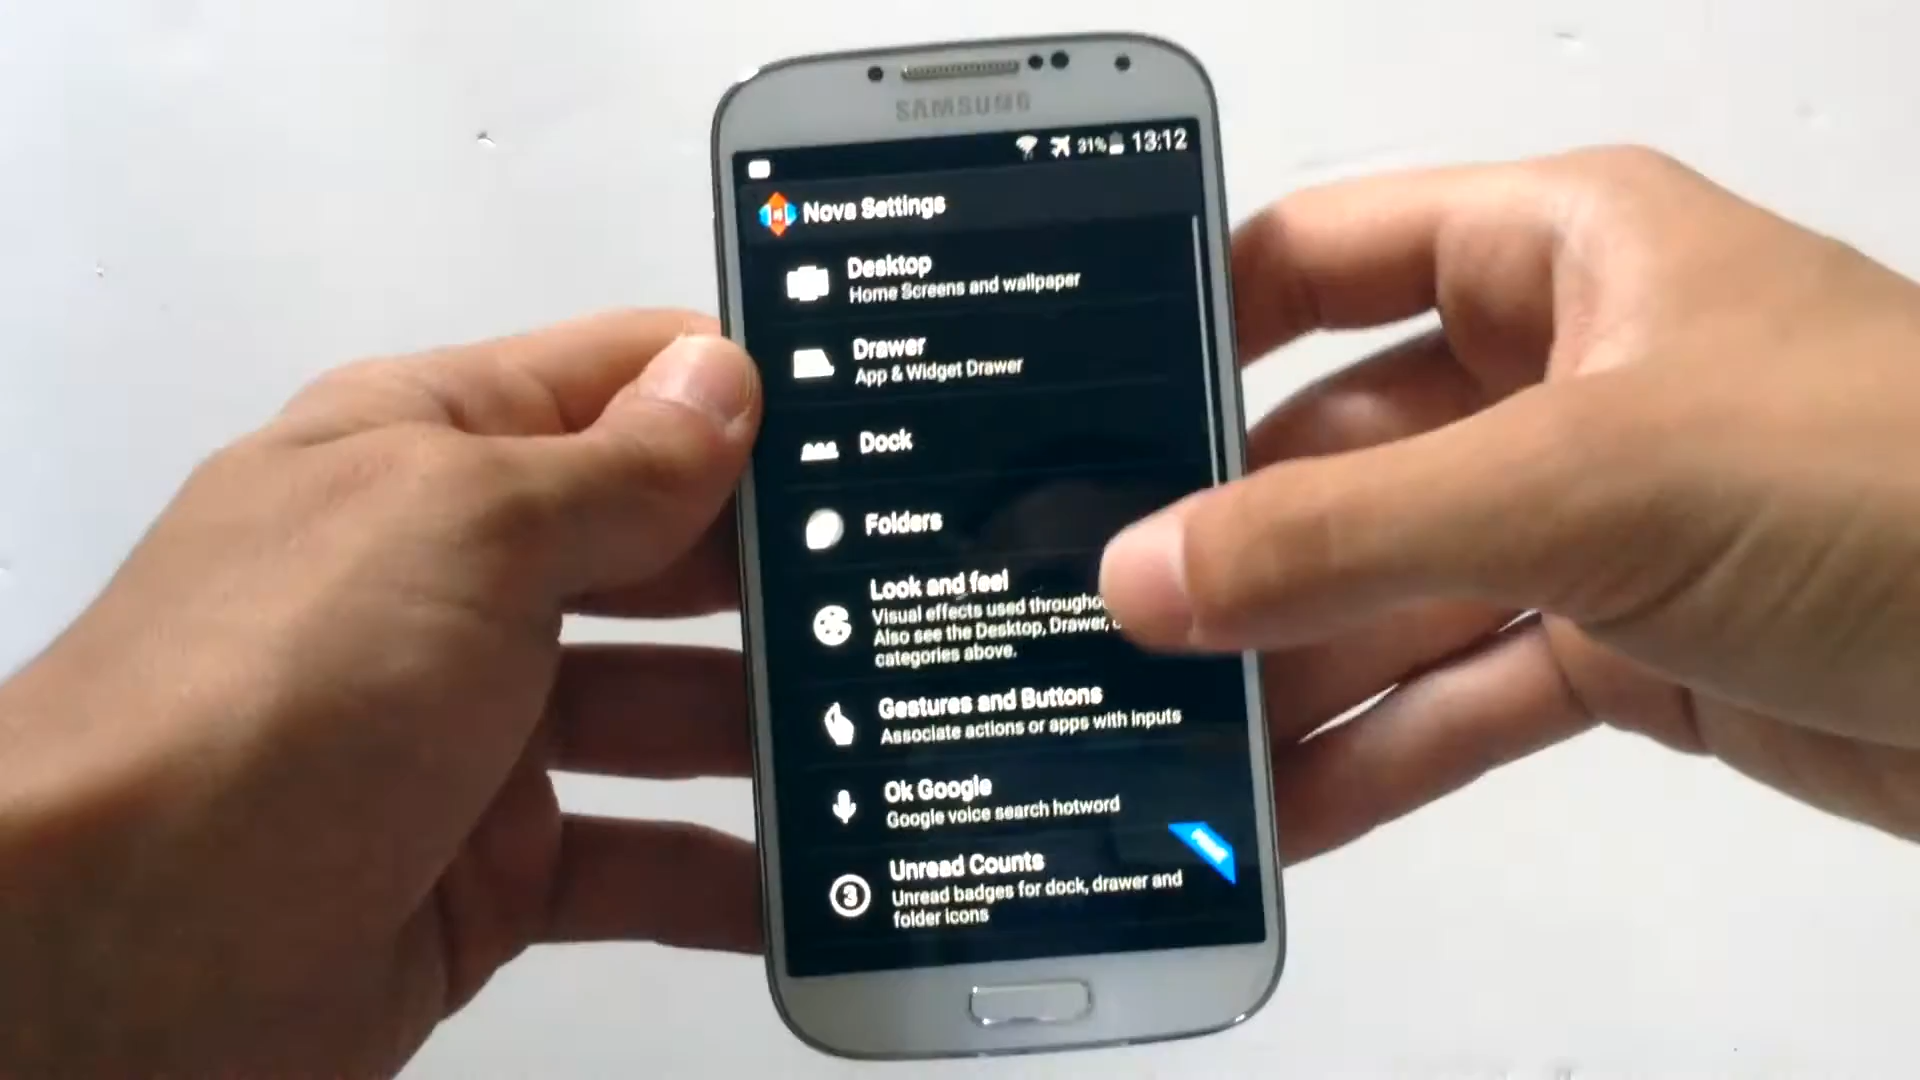 SAMSUNG
31% 13:12
Nova Settings
Desktop
Home Screens and wallpaper
Drawer
App & Widget Drawer
Dock
Folders
Look and feel
Visual effects used
Also see the Desktop, Drawer,
categories above.
Gestures and Buttons
Associate actions or apps with inputs
Ok Google
Google voice search hotword
Unread Counts
3
Unread badges for dock, drawer and
folder icons